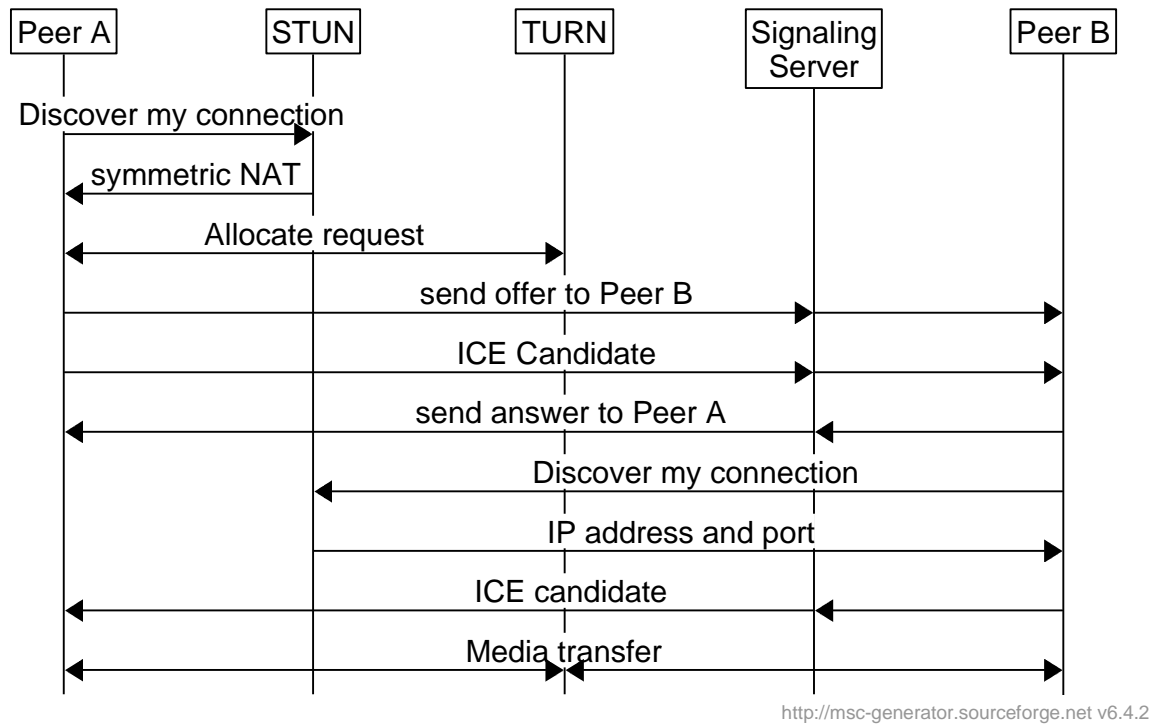 Peer A
STUN
TURN
Signaling
Server
Peer B
Discover my connection
symmetric NAT
Allocate request
send offer to Peer B
ICE Candidate
send answer to Peer A
Discover my connection
IP address and port
ICE candidate
Media transfer
http://msc-generator.sourceforge.net v6.4.2